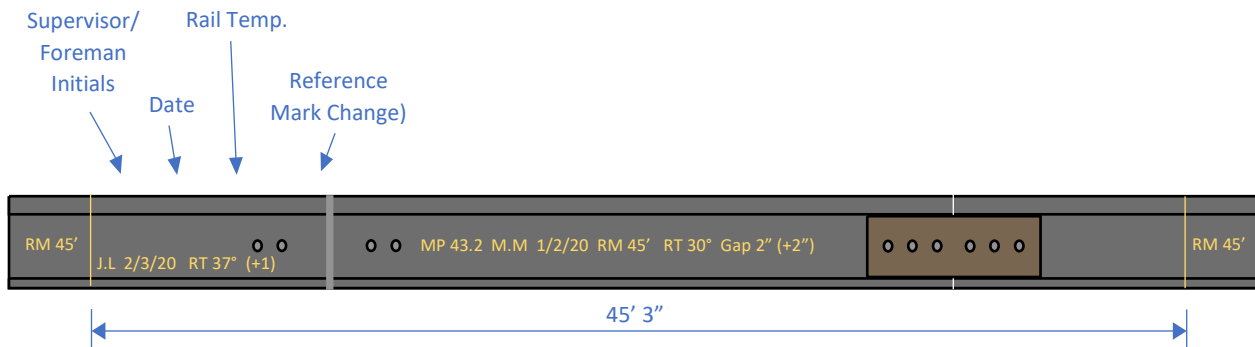 Supervisor/
Foreman
Initials
Date
Rail Temp.
Reference
Mark Change)
RM 45’
J.L 2/3/20 RT 37° (+1)
MP 43.2 M.M 1/2/20 RM 45’ RT 30° Gap 2” (+2”)
RM 45’
45’ 3”